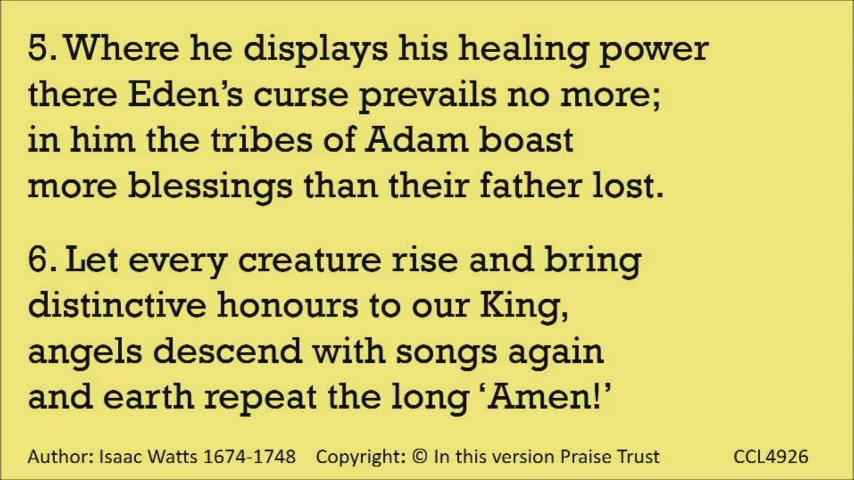 5. Where he displays his healing power
there Eden’s curse prevails no more;
in him the tribes of Adam boast
more blessings than their father lost.
6. Let every creature rise and bring
distinctive honours to our King,
angels descend with songs again
and earth repeat the long ‘Amen!’
Author: Isaac Watts 1674-1748 Copyright: © In this version Praise Trust CCL4926